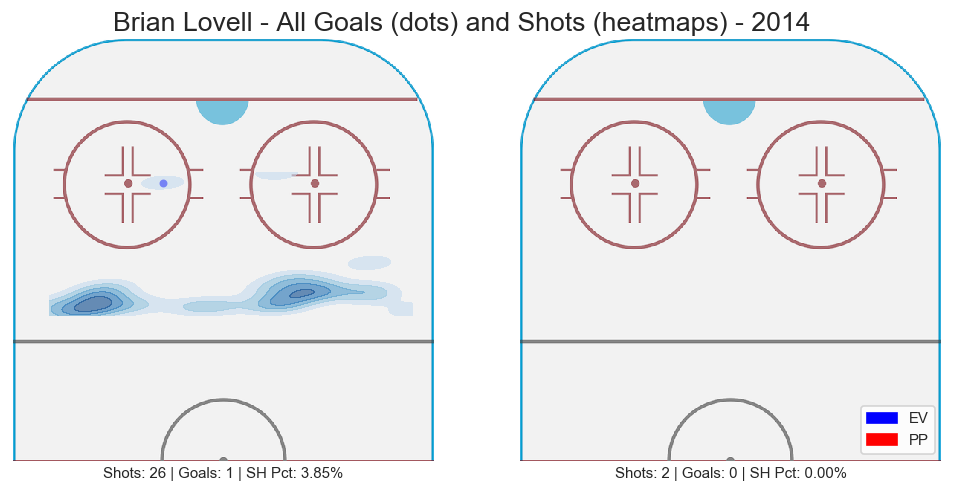 Brian Lovell - All Goals (dots) and Shots (heatmaps) - 2014
EV
PP
Shots: 26 | Goals: 1 | SH Pct: 3.85%
Shots: 2 | Goals: 0 | SH Pct: 0.00%